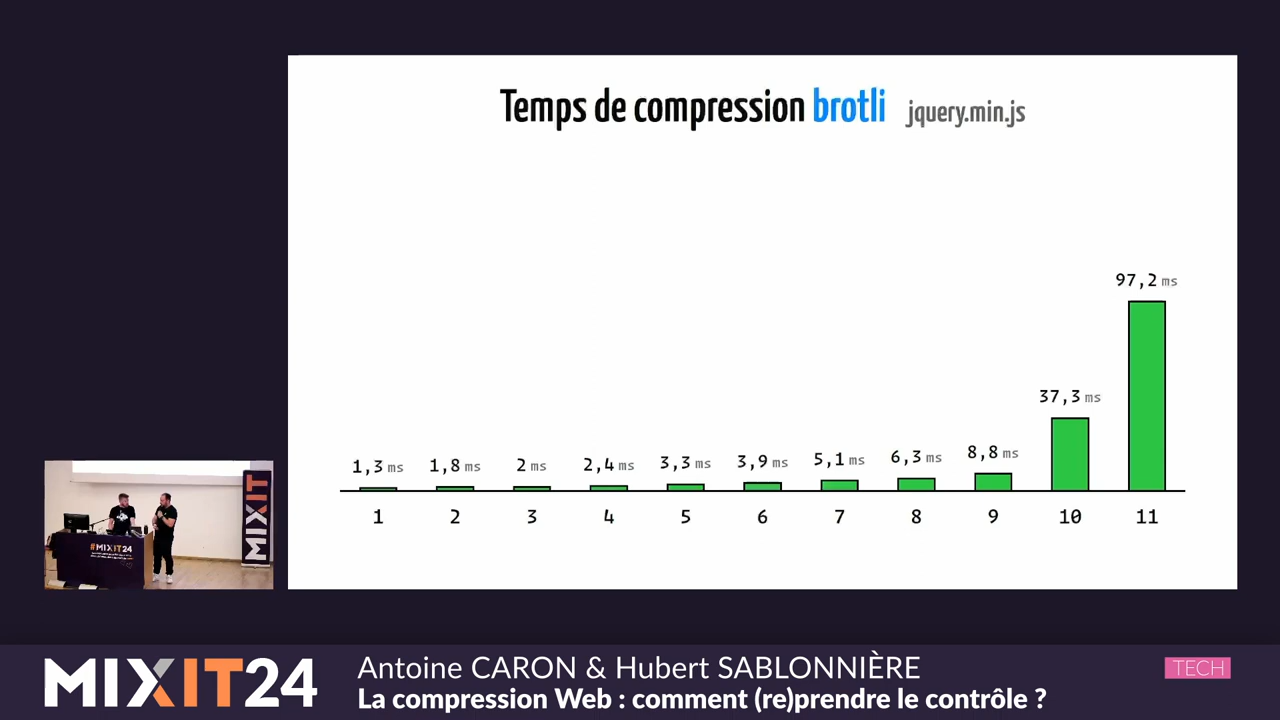 Temps de compression brotli jquery.min.js
97,2 ms
37,3 ms
1,3 ms 1,8 ms 2 ms 2,4 ms 3,3 ms 3,9 ms 5,1 ms 6,3 ms 8,8 ms
1 2 3 4 5 6 7 8 9 10 11
MIXIT
#MIXIT24
MIXIT24
Antoine CARON & Hubert SABLONNIÈRE
La compression Web : comment (re)prendre le contrôle ?
TECH